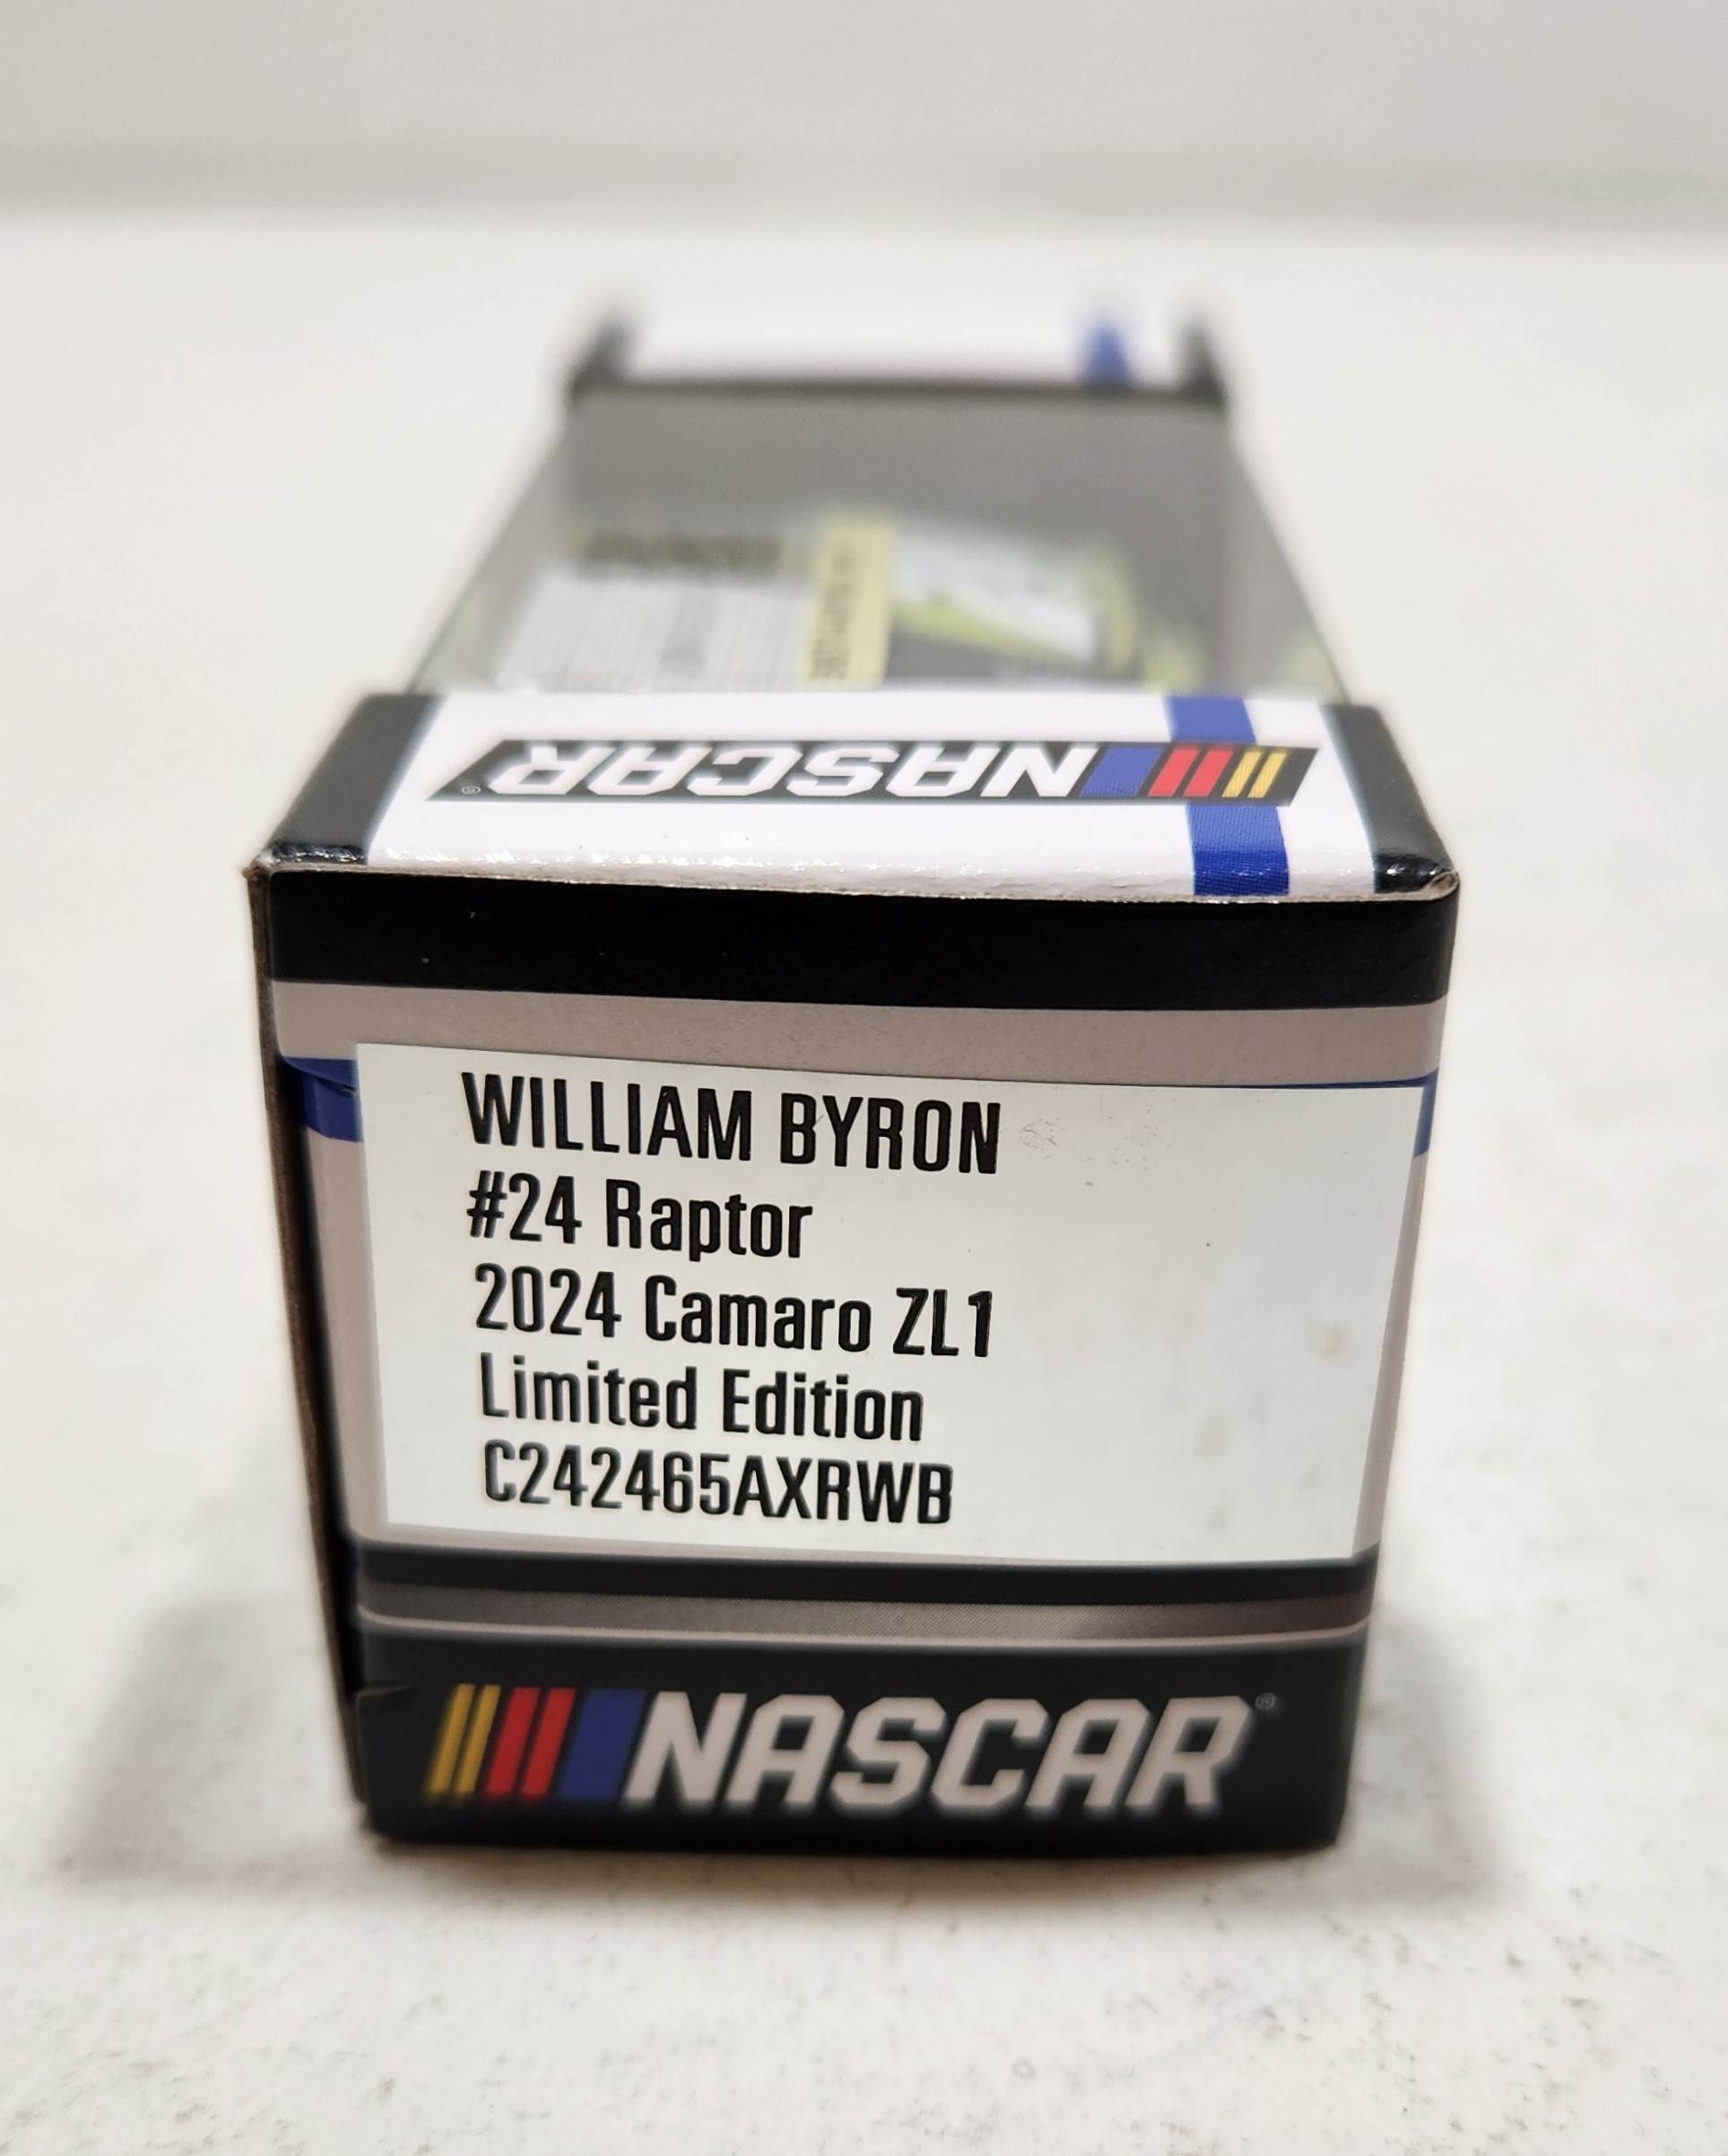 NASCAR®
WILLIAM BYRON
#24 Raptor
2024 Camaro ZL1
Limited Edition
C242465AXRWB
NASCAR®